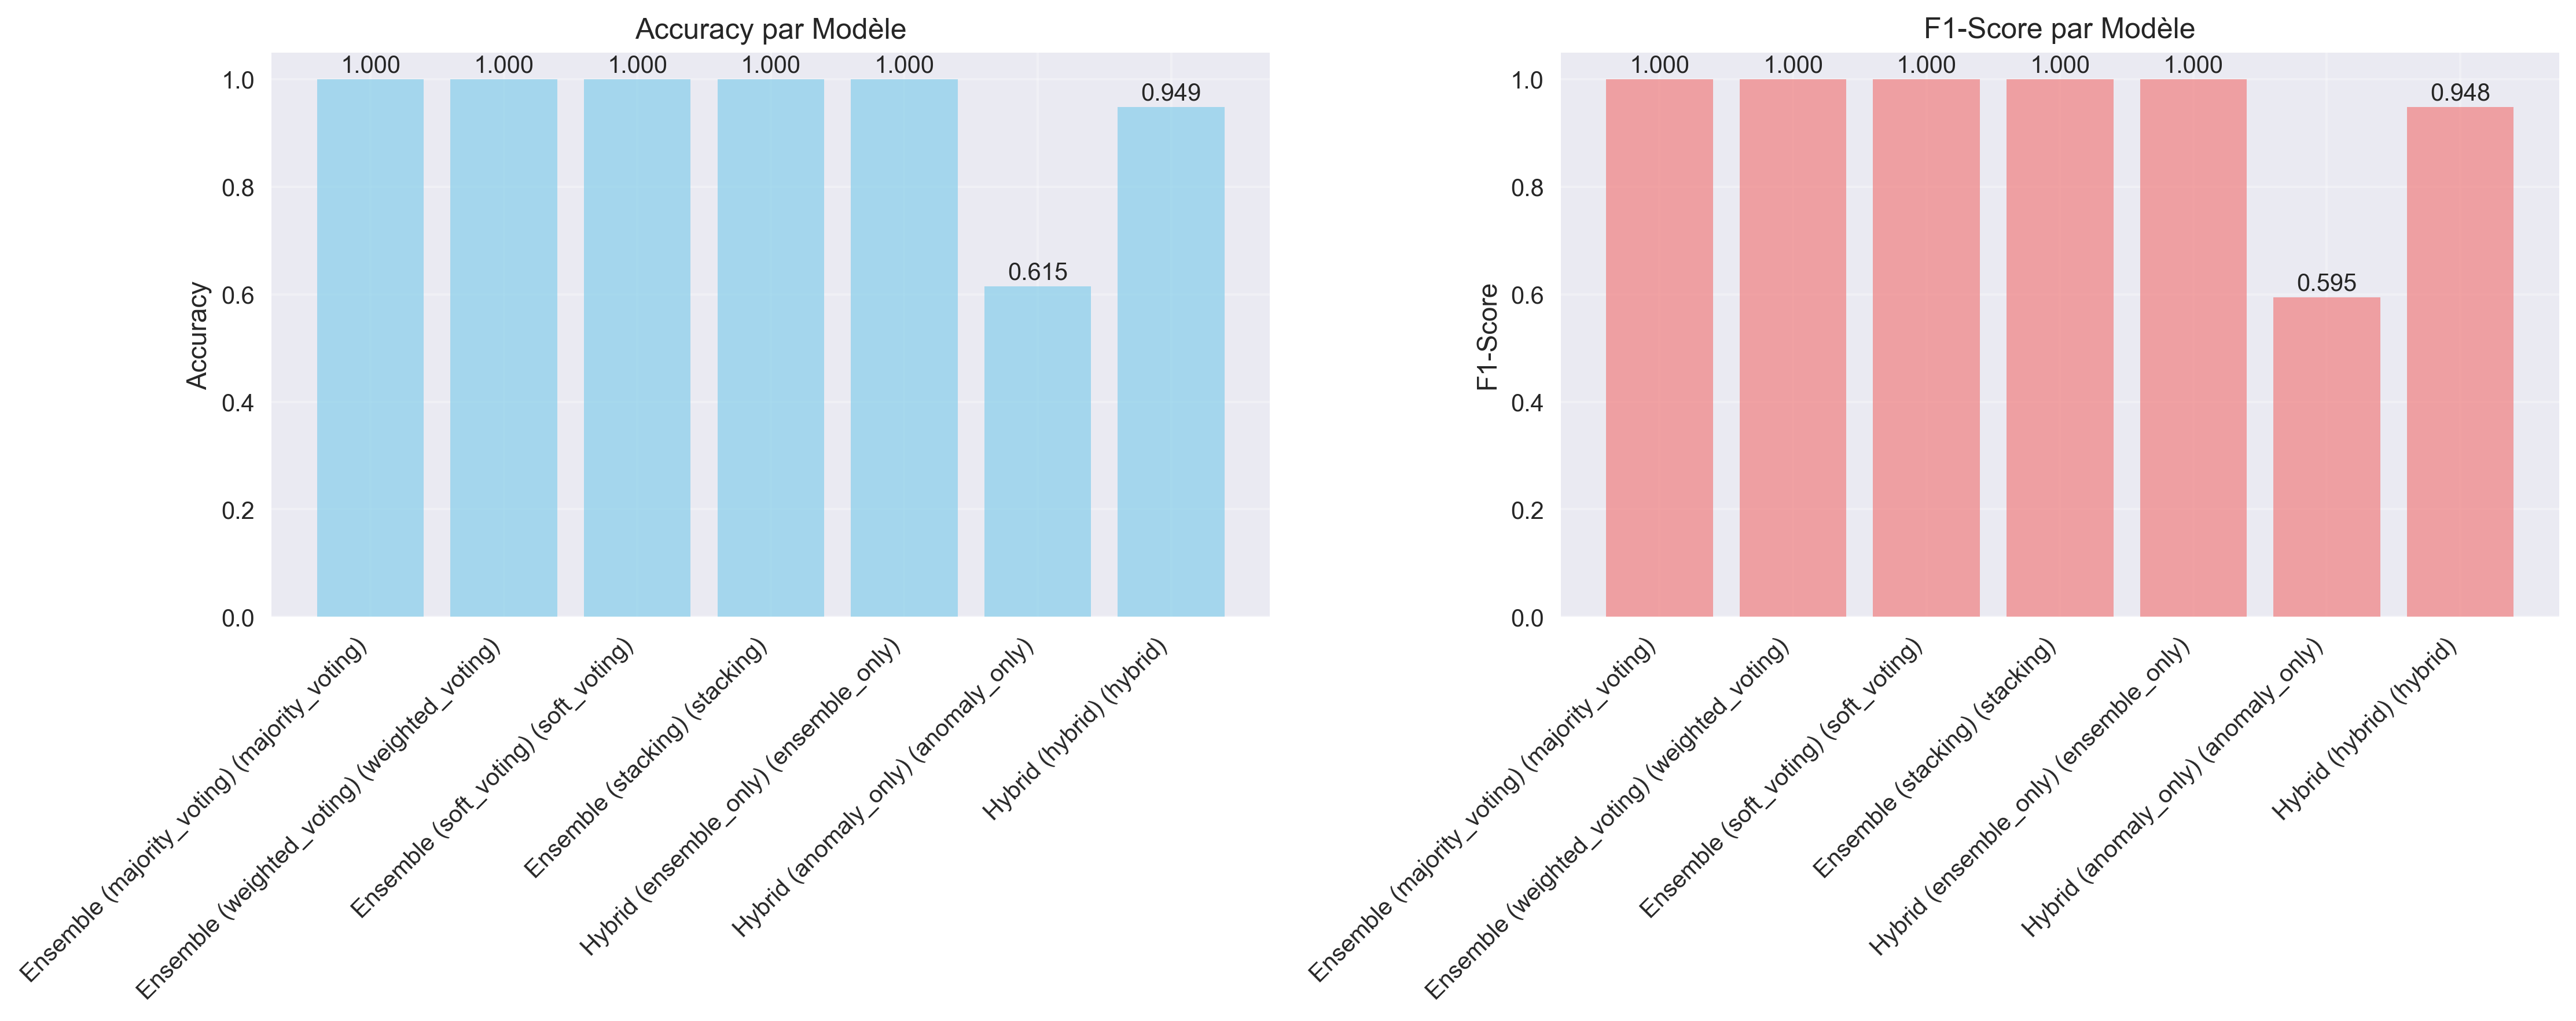 Accuracy par Modèle
1.000
1.000
1.000
1.000
1.000
0.615
0.949
Accuracy
1.0
0.8
0.6
0.4
0.2
0.0
Ensemble (majority_voting) (majority_voting)
Ensemble (weighted_voting) (weighted_voting)
Ensemble (soft_voting) (soft_voting)
Ensemble (stacking) (stacking)
Hybrid (ensemble_only) (ensemble_only)
Hybrid (anomaly_only) (anomaly_only)
Hybrid (hybrid) (hybrid)
F1-Score par Modèle
1.000
1.000
1.000
1.000
1.000
0.595
0.948
F1-Score
1.0
0.8
0.6
0.4
0.2
0.0
Ensemble (majority_voting) (majority_voting)
Ensemble (weighted_voting) (weighted_voting)
Ensemble (soft_voting) (soft_voting)
Ensemble (stacking) (stacking)
Hybrid (ensemble_only) (ensemble_only)
Hybrid (anomaly_only) (anomaly_only)
Hybrid (hybrid) (hybrid)